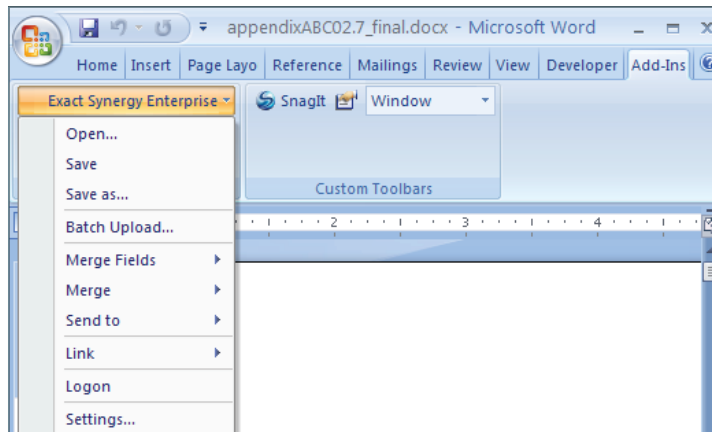 appendixABC02.7_final.docx - Microsoft Word
Home Insert Page Layo Reference Mailings Review View Developer Add-Ins
Exact Synergy Enterprise SnagIt Window
Open...
Save
Save as...
Custom Toolbars
Batch Upload...
2 3 4
Merge Fields
Merge
Send to
Link
Logon
Settings...